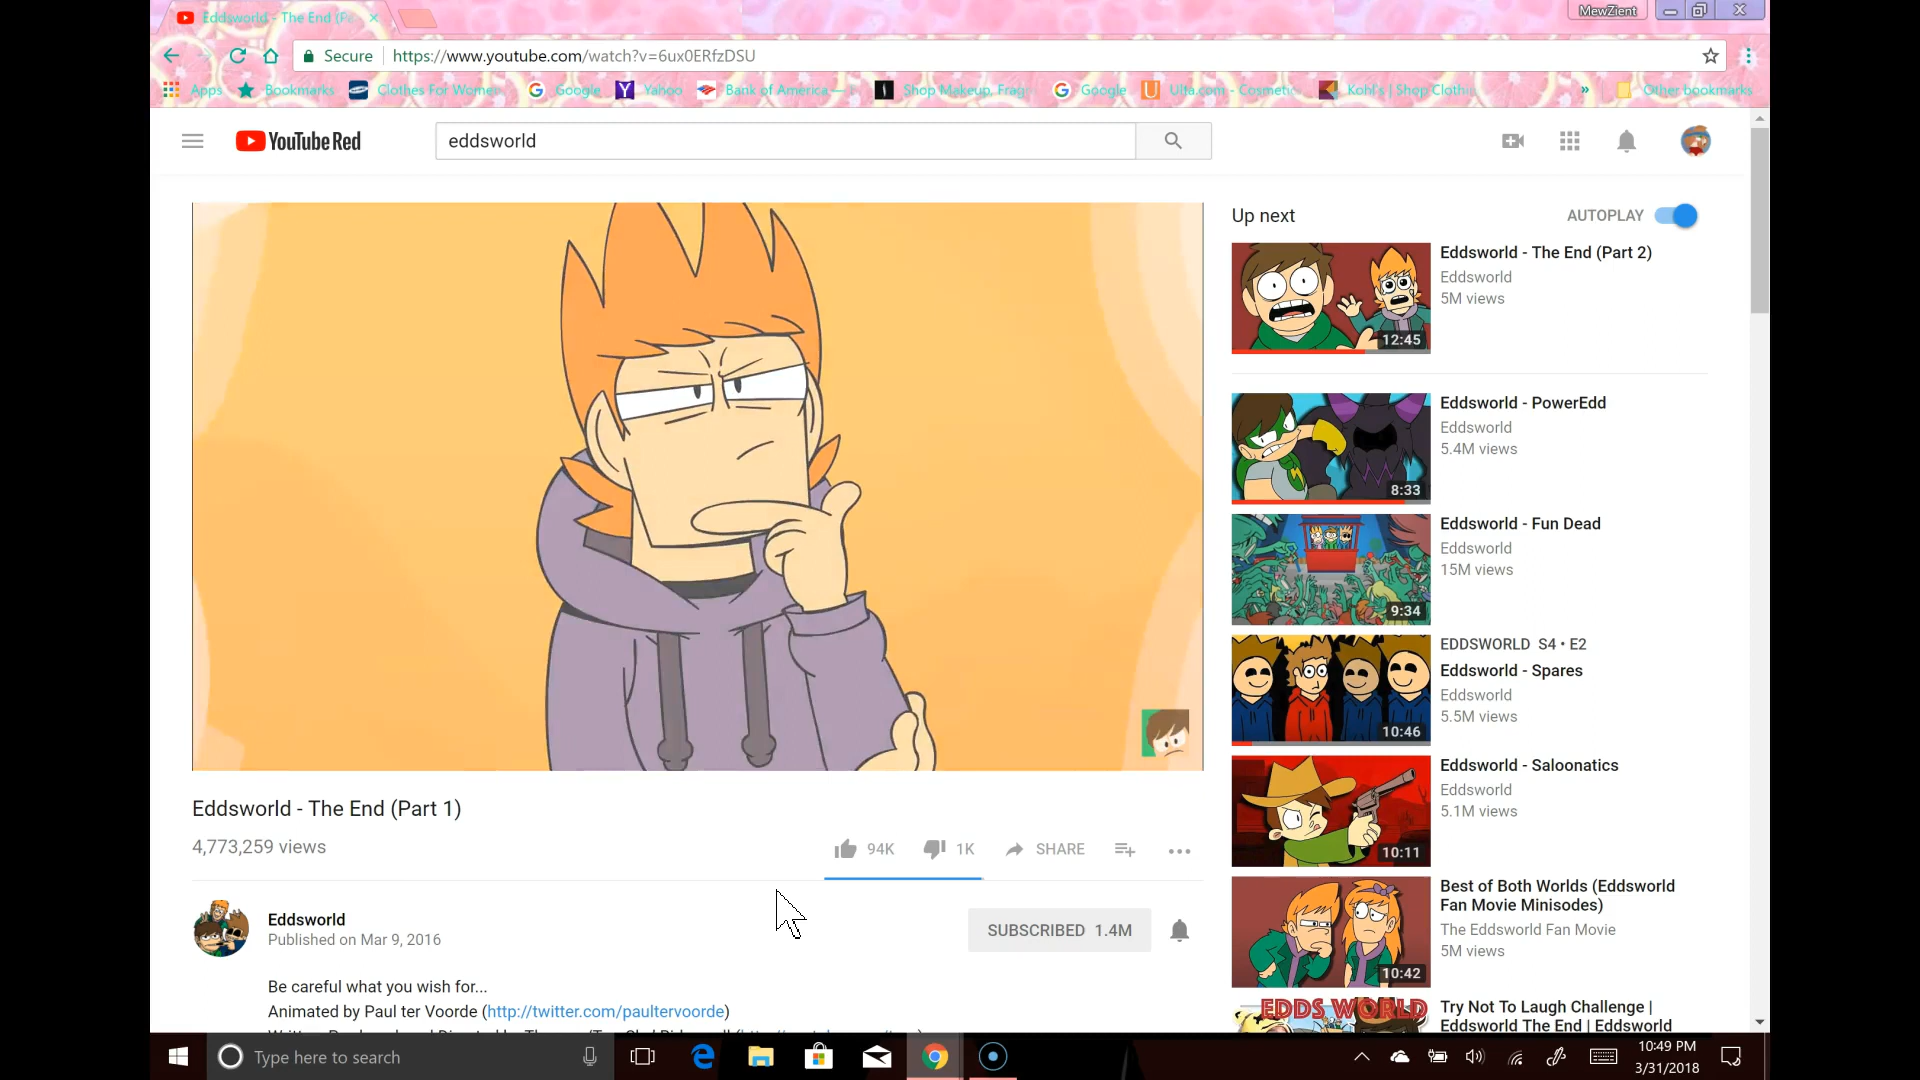 Eddsworld - The End (Pa
MewZient
Secure
https://www.youtube.com/watch?v=6ux0ERfzDSU
Apps
Bookmarks
Clothes For Women
Google
Yahoo
Bank of America —
Shop Makeup, Frag
Google
Ulta.com - Cosmetic
Kohl's | Shop Clothin
»
Other bookmarks
YouTube Red
eddsworld
Up next
AUTOPLAY
Eddsworld - The End (Part 2)
Eddsworld
5M views
12:45
Eddsworld - PowerEdd
Eddsworld
5.4M views
8:33
Eddsworld - Fun Dead
Eddsworld
15M views
9:34
EDDSWORLD S4 • E2
Eddsworld - Spares
Eddsworld
5.5M views
10:46
Eddsworld - Saloonatics
Eddsworld
5.1M views
10:11
Best of Both Worlds (Eddsworld
Fan Movie Minisodes)
The Eddsworld Fan Movie
5M views
10:42
EDDS WORLD
Try Not To Laugh Challenge |
Eddsworld The End | Eddsworld
Eddsworld - The End (Part 1)
4,773,259 views
94K
1K
SHARE
Eddsworld
Published on Mar 9, 2016
SUBSCRIBED 1.4M
Be careful what you wish for...
Animated by Paul ter Voorde (http://twitter.com/paultervoorde)
Type here to search
10:49 PM
3/31/2018